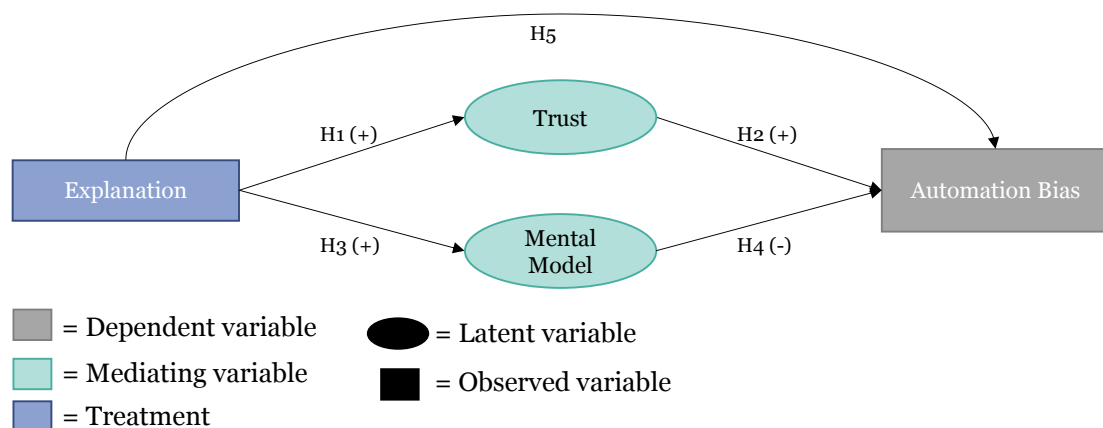 H5
H1 (+)
Trust
H2 (+)
Explanation
Automation Bias
H3 (+)
Mental
Model
H4 (-)
= Dependent variable
= Latent variable
= Mediating variable
= Observed variable
= Treatment